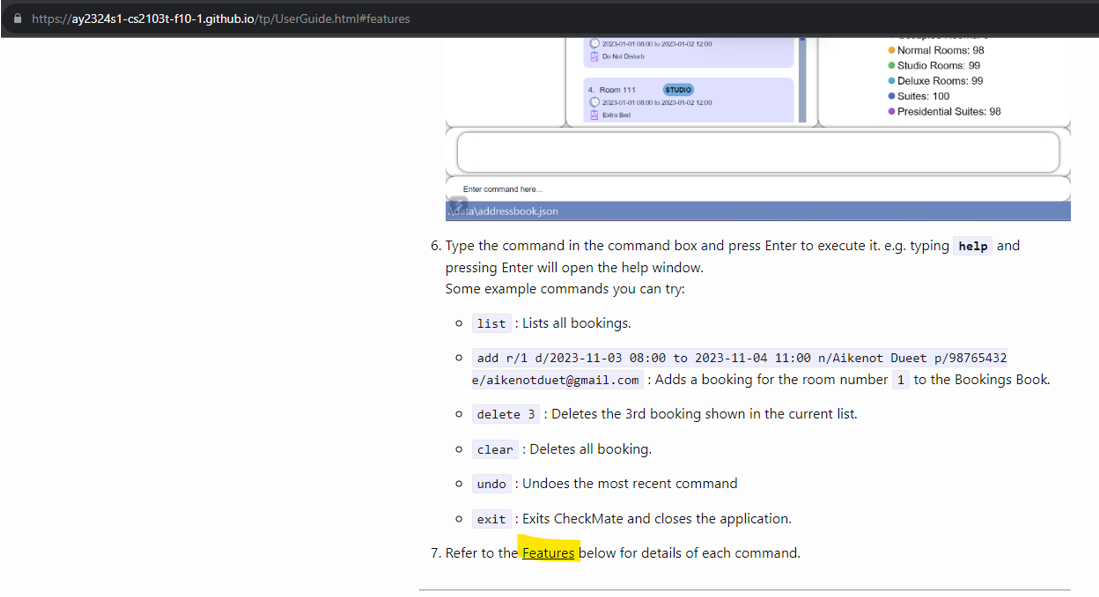 https://ay2324s1-cs2103t-f10-1.github.io/tp/UserGuide.html#features
2023-01-01 08:00 to 2023-01-02 12:00
Do Not Disturb
4. Room 111 STUDIO
2023-01-01 08:00 to 2023-01-02 12:00
Extra Bed
Normal Rooms: 98
Studio Rooms: 99
Deluxe Rooms: 99
Suites: 100
Presidential Suites: 98
Enter command here...
.\data\addressbook.json
6. Type the command in the command box and press Enter to execute it. e.g. typing help and
pressing Enter will open the help window.
Some example commands you can try:
list : Lists all bookings.
add r/1 d/2023-11-03 08:00 to 2023-11-04 11:00 n/Aikenot Dueet p/98765432
e/aikenotduet@gmail.com : Adds a booking for the room number 1 to the Bookings Book.
delete 3 : Deletes the 3rd booking shown in the current list.
clear : Deletes all booking.
undo : Undoes the most recent command
exit : Exits CheckMate and closes the application.
7. Refer to the Features below for details of each command.